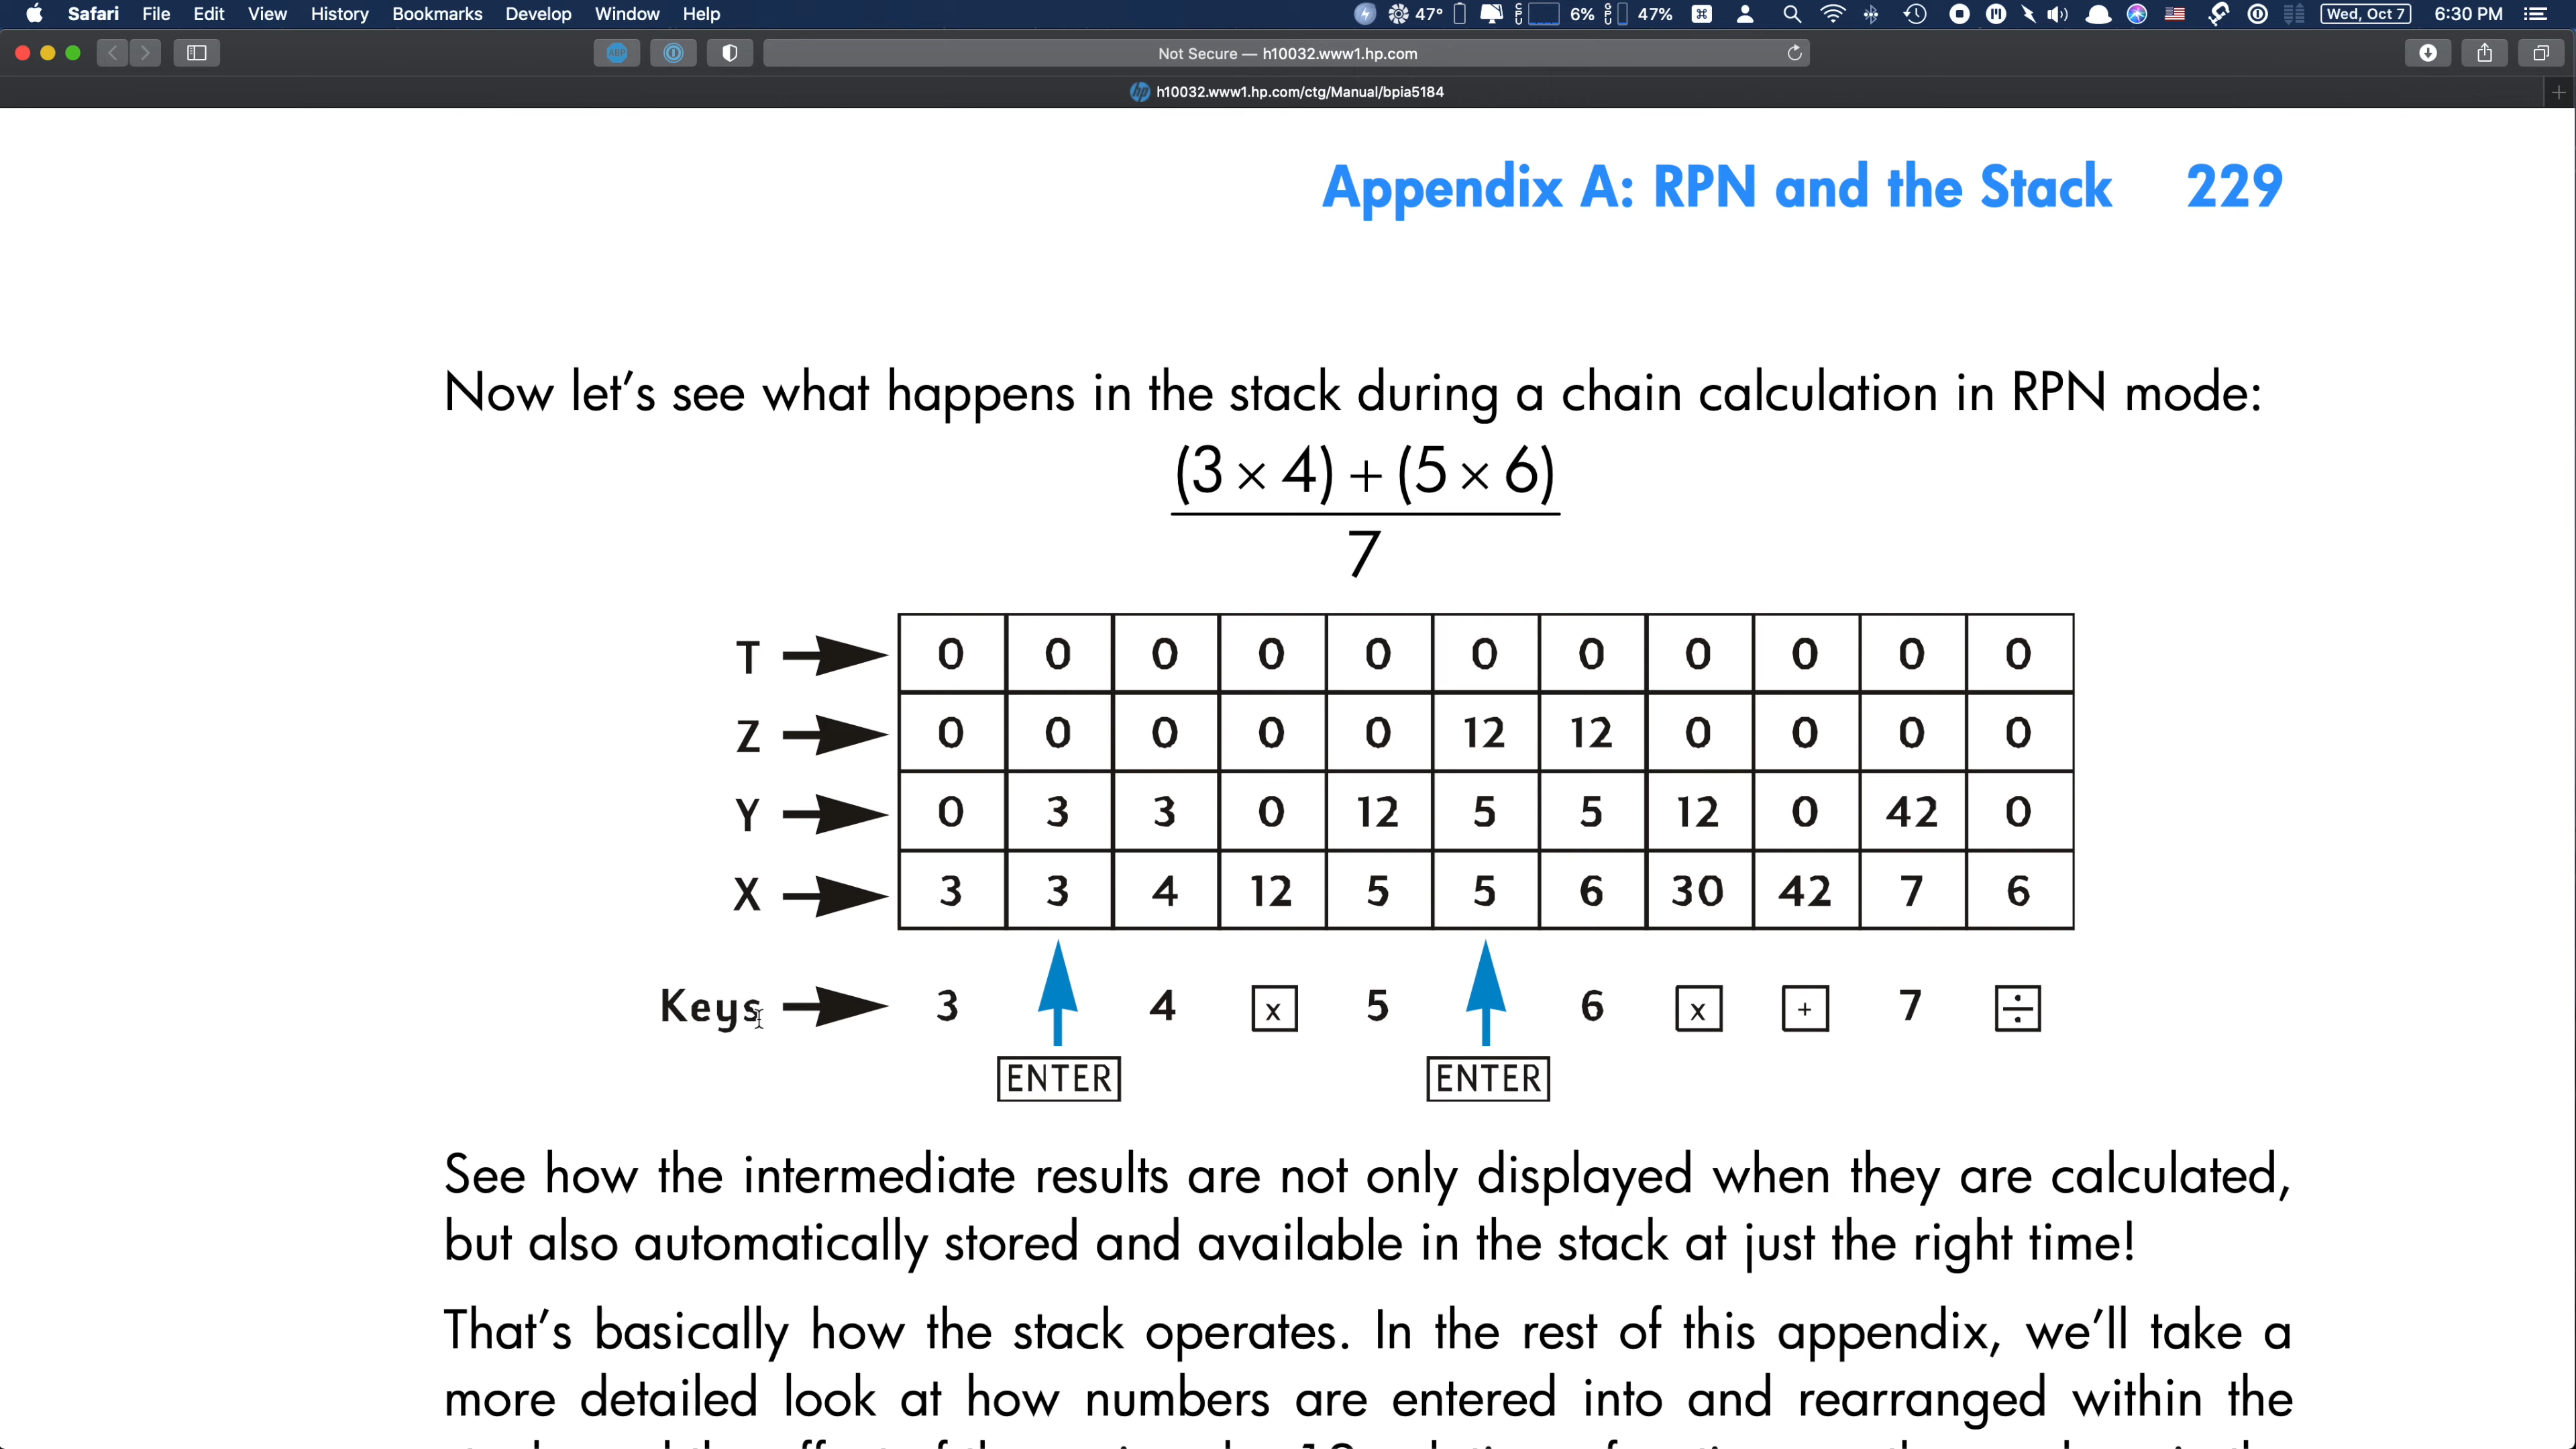 Safari File Edit View History Bookmarks Develop Window Help 47° CPU 6% GPU 47% Wed, Oct 7 6:30 PM
ABP Not Secure — h10032.www1.hp.com
hp h10032.www1.hp.com/ctg/Manual/bpia5184
Appendix A: RPN and the Stack 229
Now let's see what happens in the stack during a chain calculation in RPN mode:
(3 × 4) + (5 × 6)
7
T 0 0 0 0 0 0 0 0 0 0 0
Z 0 0 0 0 0 12 12 0 0 0 0
Y 0 3 3 0 12 5 5 12 0 42 0
X 3 3 4 12 5 5 6 30 42 7 6
Keys 3 4 x 5 6 x + 7 ÷
ENTER ENTER
See how the intermediate results are not only displayed when they are calculated,
but also automatically stored and available in the stack at just the right time!
That's basically how the stack operates. In the rest of this appendix, we'll take a
more detailed look at how numbers are entered into and rearranged within the